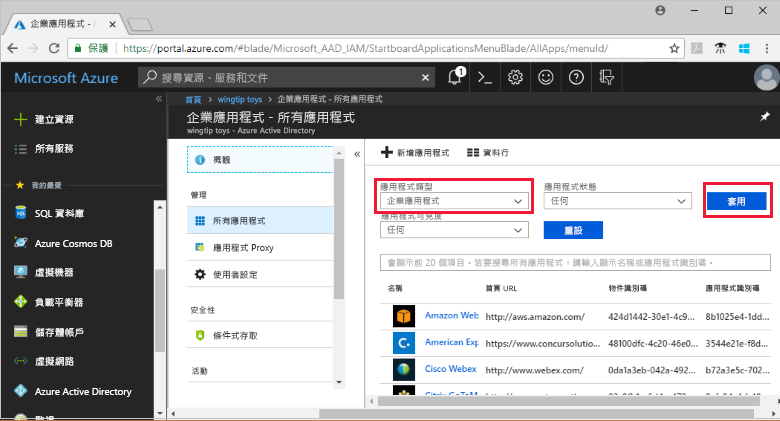 企業應用程式 - |
保護
https://portal.azure.com/#blade/Microsoft_AAD_IAM/StartboardApplicationsMenuBlade/AllApps/menuId/
Microsoft Azure
搜尋資源、服務和文件
1
首頁 > wingtip toys > 企業應用程式 - 所有應用程式
企業應用程式 - 所有應用程式
wingtip toys - Azure Active Directory
建立資源
所有服務
我的最愛
SQL 資料庫
Azure Cosmos DB
虛擬機器
負載平衡器
儲存體帳戶
虛擬網路
Azure Active Directory
概觀
管理
所有應用程式
應用程式 Proxy
使用者設定
安全性
條件式存取
活動
新增應用程式
資料行
應用程式類型
企業應用程式
應用程式狀態
任何
套用
應用程式可見度
任何
重設
會顯示前 20 個項目。若要搜尋所有應用程式，請輸入顯示名稱或應用程式識別碼。
名稱 首頁 URL 物件識別碼 應用程式識別碼
Amazon Web http://aws.amazon.com/ 424d1442-30e1-4c9... 8b1025e4-1dd...
American Exp https://www.concursolutio... 48100dfc-4c20-46e0... 3544e21e-f8d...
Cisco Webex http://www.webex.com/ 0da1a3eb-042a-492... b72a3e5c-702...